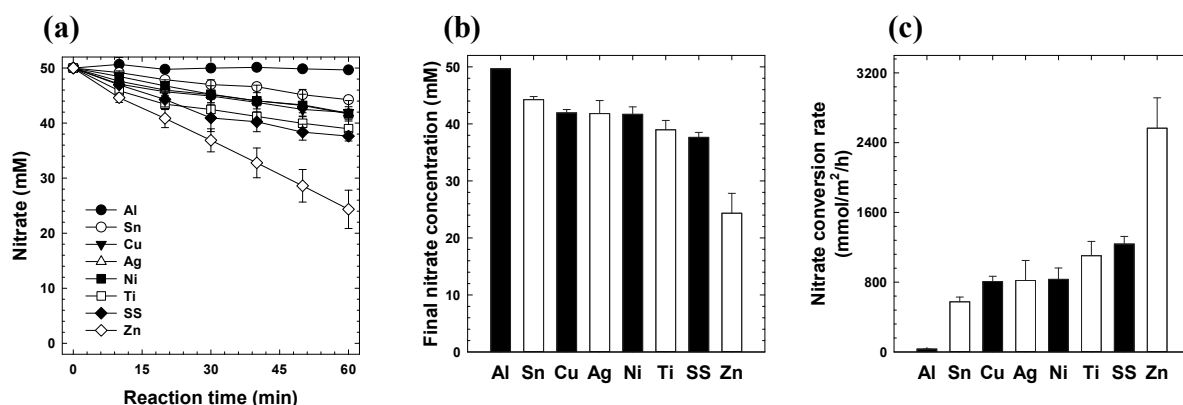 (a)
Nitrate (mM)
50
40
30
20
10
0
Al
Sn
Cu
Ag
Ni
Ti
SS
Zn
0 15 30 45 60
Reaction time (min)
(b)
Final nitrate concentration (mM)
50
40
30
20
10
0
Al Sn Cu Ag Ni Ti SS Zn
(c)
Nitrate conversion rate
(mmol/m²/h)
3200
2400
1600
800
0
Al Sn Cu Ag Ni Ti SS Zn